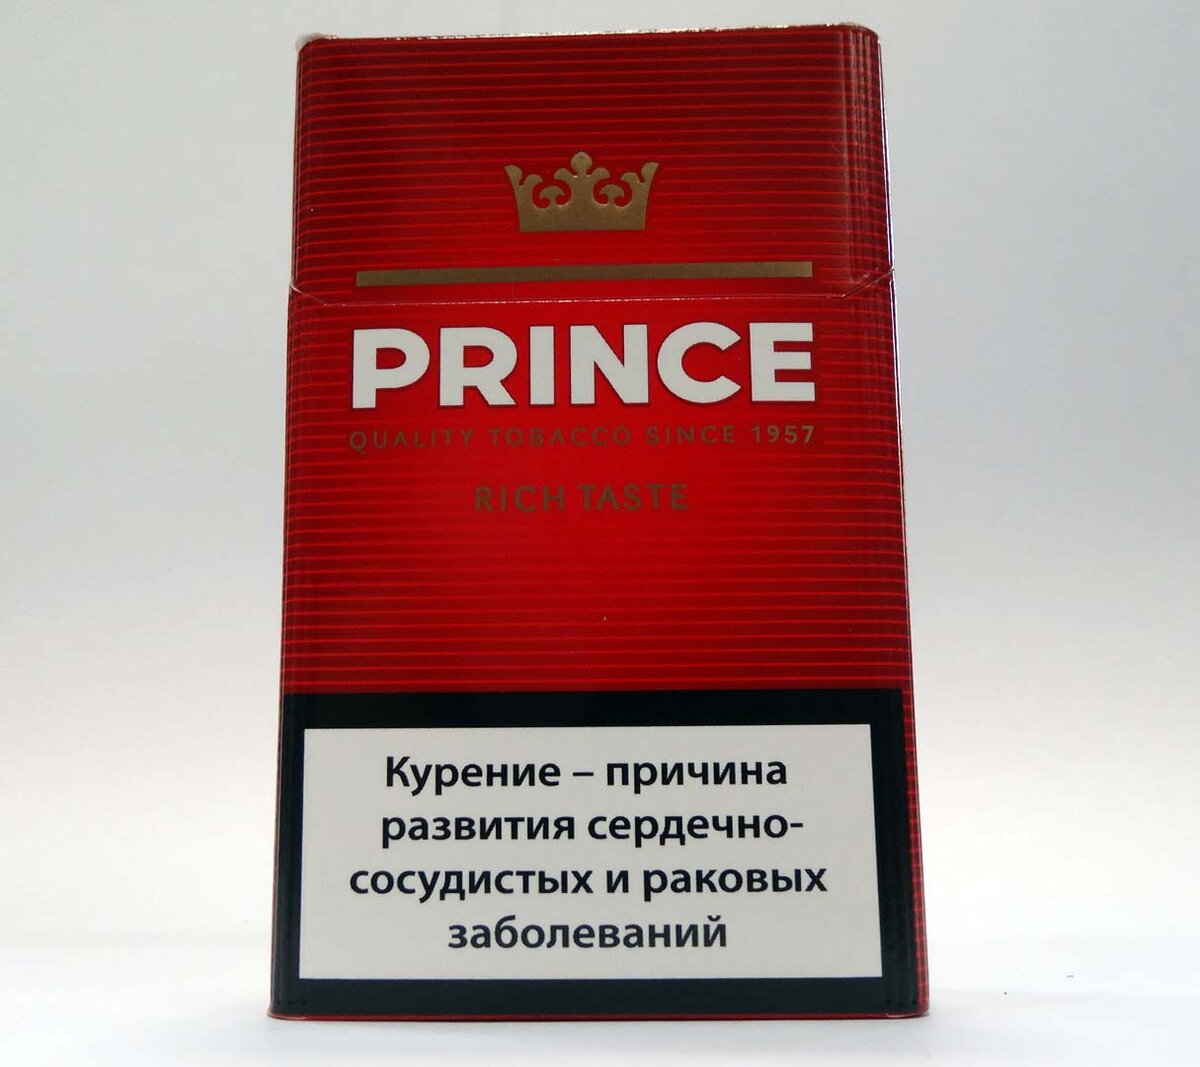 PRINCE
QUALITY TOBACCO SINCE 1957
RICH TASTE
Курение – причина
развития сердечно-
сосудистых и раковых
заболеваний